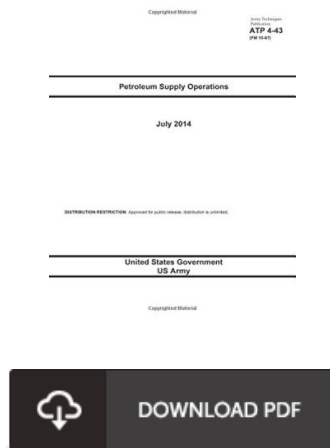 Copyrighted Material
Army Techniques
Publication
ATP 4-43
(FM 10-67)
Petroleum Supply Operations
July 2014
DISTRIBUTION RESTRICTION: Approved for public release; distribution is unlimited.
United States Government
US Army
Copyrighted Material
DOWNLOAD PDF